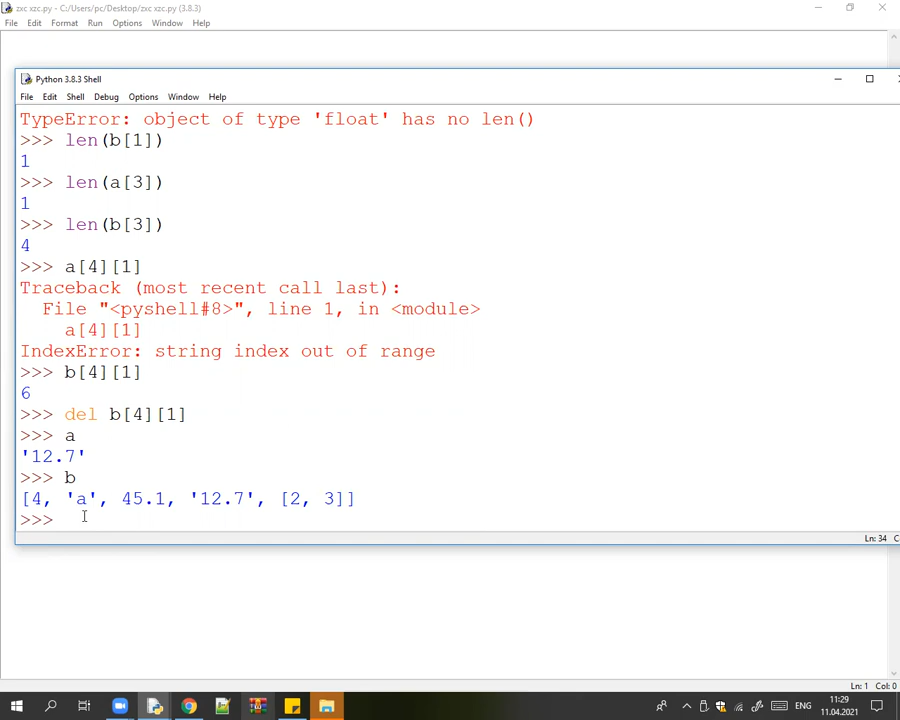 zxc xzc.py - C:/Users/pc/Desktop/zxc xzc.py (3.8.3)
File Edit Format Run Options Window Help
Python 3.8.3 Shell
File Edit Shell Debug Options Window Help
TypeError: object of type 'float' has no len()
>>> len(b[1])
1
>>> len(a[3])
1
>>> len(b[3])
4
>>> a[4][1]
Traceback (most recent call last):
  File "<pyshell#8>", line 1, in <module>
    a[4][1]
IndexError: string index out of range
>>> b[4][1]
6
>>> del b[4][1]
>>> a
'12.7'
>>> b
[4, 'a', 45.1, '12.7', [2, 3]]
>>>
Ln: 34 C
Ln: 1 Col: 0
ENG
11:29
11.04.2021